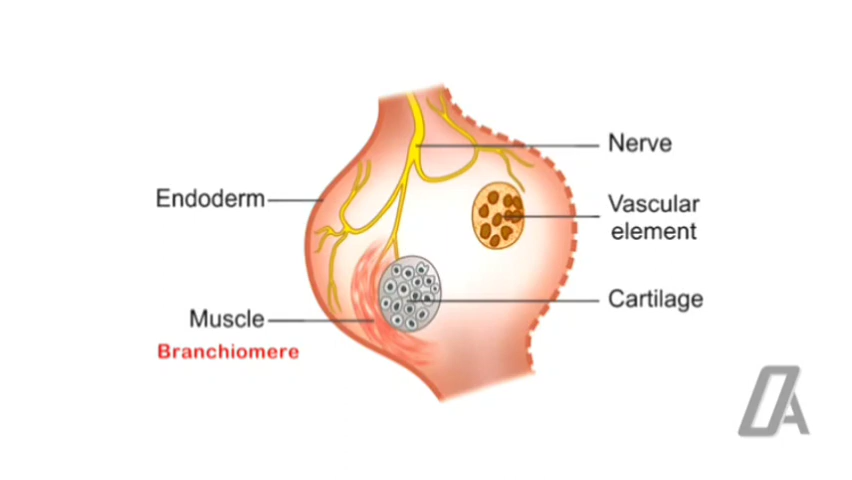 Nerve
Endoderm
Vascular
element
Cartilage
Muscle
Branchiomere